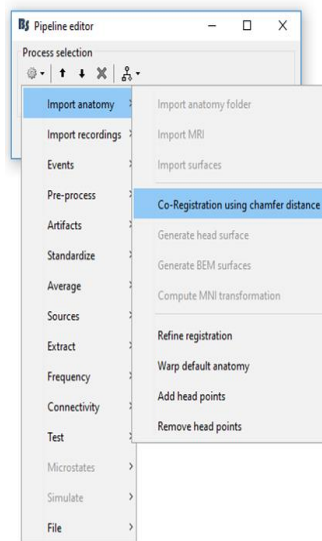 Pipeline editor
Process selection
Import anatomy
Import recordings
Events
Pre-process
Artifacts
Standardize
Average
Sources
Extract
Frequency
Connectivity
Test
Microstates
Simulate
File
Import anatomy folder
Import MRI
Import surfaces
Co-Registration using chamfer distance
Generate head surface
Generate BEM surfaces
Compute MNI transformation
Refine registration
Warp default anatomy
Add head points
Remove head points